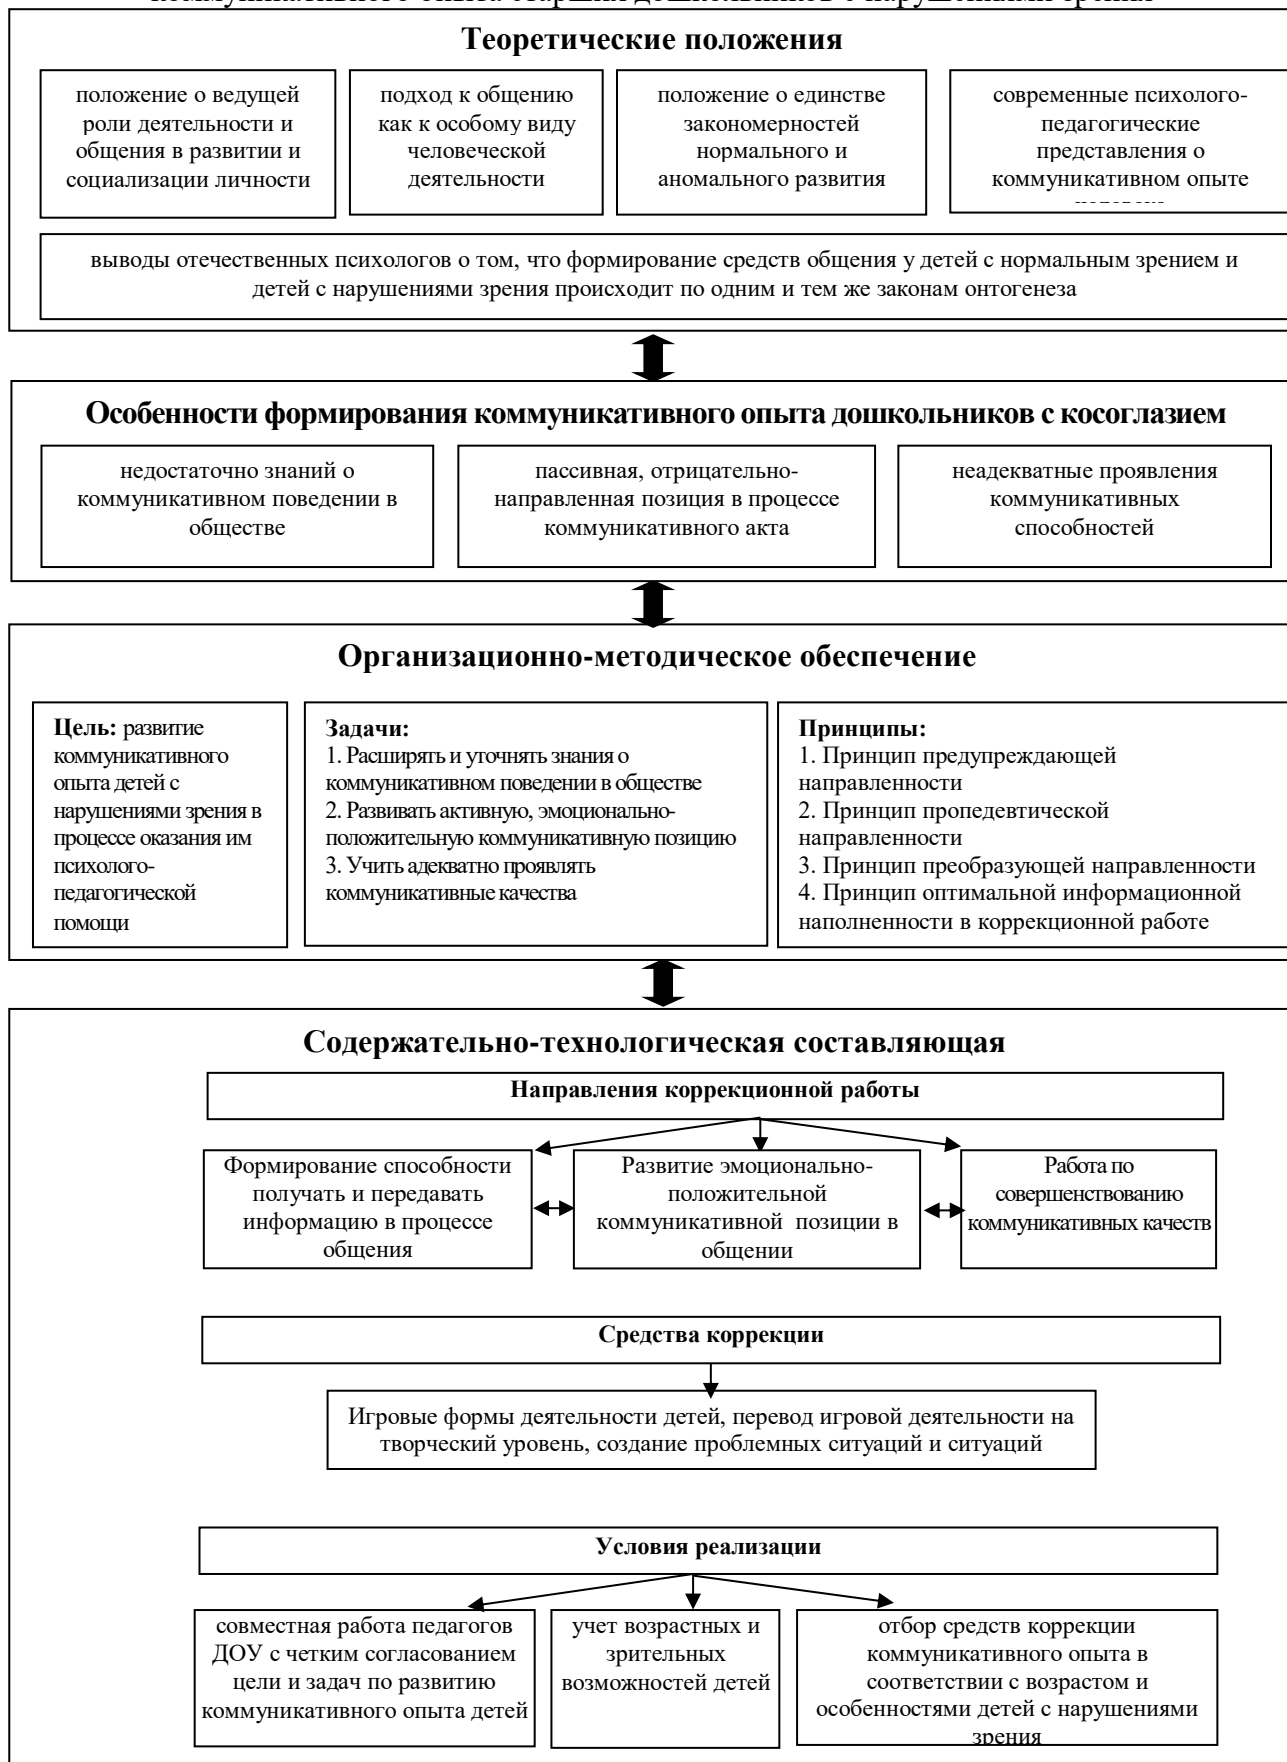 коммуникативного опыта старших дошкольников с нарушениями зрения
Теоретические положения
положение о ведущей
роли деятельности и
общения в развитии и
социализации личности
подход к общению
как к особому виду
человеческой
деятельности
положение о единстве
закономерностей
нормального и
аномального развития
современные психолого-
педагогические
представления о
коммуникативном опыте
выводы отечественных психологов о том, что формирование средств общения у детей с нормальным зрением и
детей с нарушениями зрения происходит по одним и тем же законам онтогенеза
Особенности формирования коммуникативного опыта дошкольников с косоглазием
недостаточно знаний о
коммуникативном поведении в
обществе
пассивная, отрицательно-
направленная позиция в процессе
коммуникативного акта
неадекватные проявления
коммуникативных
способностей
Организационно-методическое обеспечение
Цель: развитие
коммуникативного
опыта детей с
нарушениями зрения в
процессе оказания им
психолого-
педагогической
помощи
Задачи:
1. Расширять и уточнять знания о
коммуникативном поведении в обществе
2. Развивать активную, эмоционально-
положительную коммуникативную позицию
3. Учить адекватно проявлять
коммуникативные качества
Принципы:
1. Принцип предупреждающей
направленности
2. Принцип пропедевтической
направленности
3. Принцип преобразующей направленности
4. Принцип оптимальной информационной
наполненности в коррекционной работе
Содержательно-технологическая составляющая
Направления коррекционной работы
Формирование способности
получать и передавать
информацию в процессе
общения
Развитие эмоционально-
положительной
коммуникативной позиции в
общении
Работа по
совершенствованию
коммуникативных качеств
Средства коррекции
Игровые формы деятельности детей, перевод игровой деятельности на
творческий уровень, создание проблемных ситуаций и ситуаций
Условия реализации
совместная работа педагогов
ДОУ с четким согласованием
цели и задач по развитию
коммуникативного опыта детей
учет возрастных и
зрительных
возможностей детей
отбор средств коррекции
коммуникативного опыта в
соответствии с возрастом и
особенностями детей с нарушениями
зрения